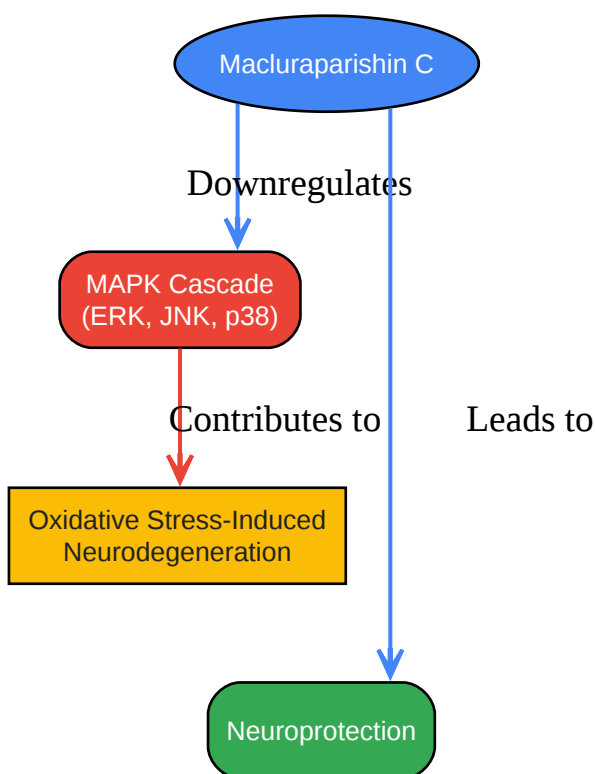 Macluraparishin C
Downregulates
MAPK Cascade
(ERK, JNK, p38)
Contributes to
Leads to
Oxidative Stress-Induced
Neurodegeneration
Neuroprotection